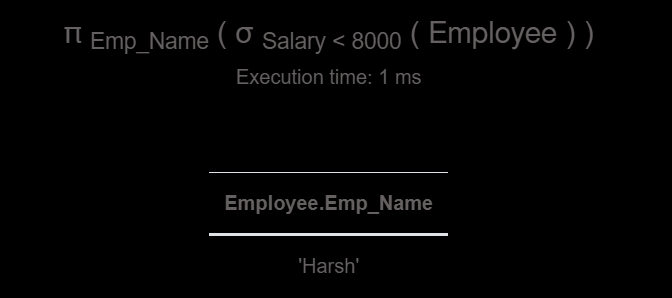 π Emp_Name ( σ Salary < 8000 ( Employee ) )
Execution time: 1 ms
Employee.Emp_Name
'Harsh'